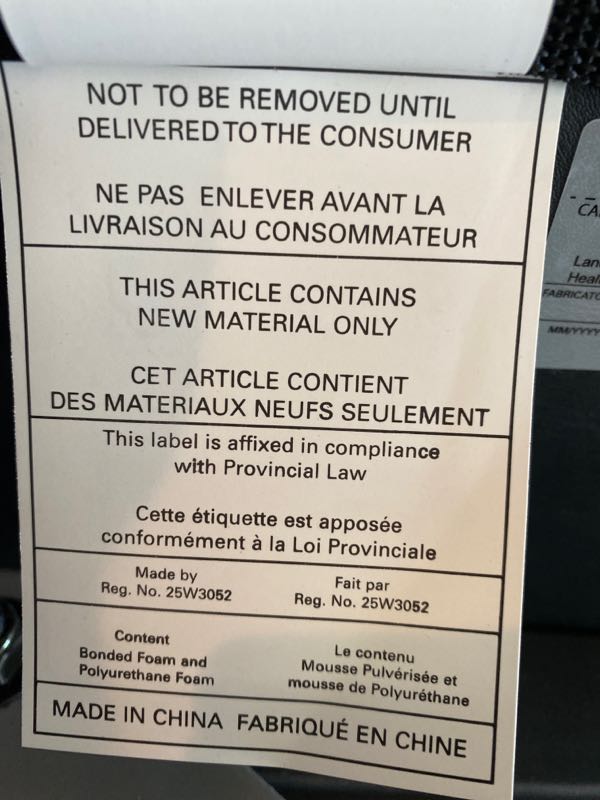 NOT TO BE REMOVED UNTIL
DELIVERED TO THE CONSUMER
NE PAS ENLEVER AVANT LA
LIVRAISON AU CONSOMMATEUR
THIS ARTICLE CONTAINS
NEW MATERIAL ONLY
CET ARTICLE CONTIENT
DES MATERIAUX NEUFS SEULEMENT
This label is affixed in compliance
with Provincial Law
Cette étiquette est apposée
conformément à la Loi Provinciale
Made by
Reg. No. 25W3052
Fait par
Reg. No. 25W3052
Content
Bonded Foam and
Polyurethane Foam
Le contenu
Mousse Pulvérisée et
mousse de Polyuréthane
MADE IN CHINA FABRIQUÉ EN CHINE
MM/YYYY